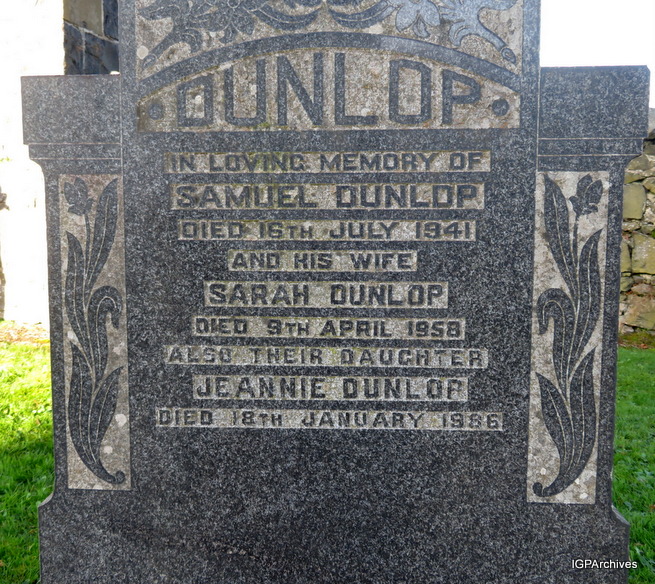 DUNLOP
IN LOVING MEMORY OF
SAMUEL DUNLOP
DIED 16TH JULY 1941
AND HIS WIFE
SARAH DUNLOP
DIED 9TH APRIL 1958
ALSO THEIR DAUGHTER
JEANNIE DUNLOP
DIED 18TH JANUARY 1986
IGPArchives